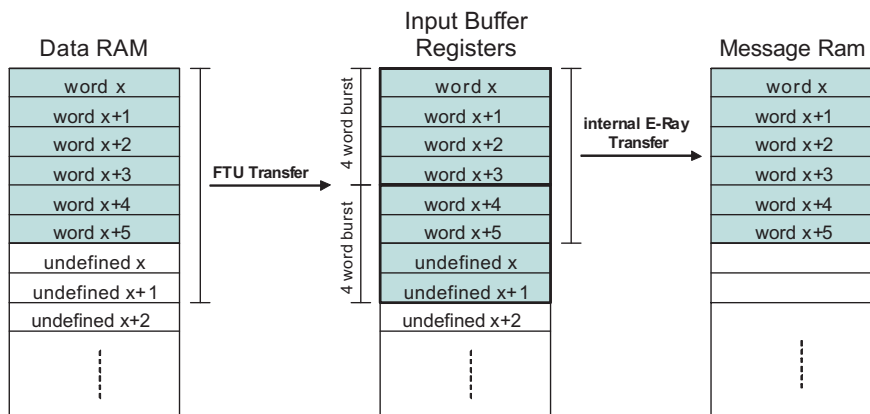 Data RAM
word x
word x+1
word x+2
word x+3
word x+4
word x+5
undefined x
undefined x+1
undefined x+2
FTU Transfer
Input Buffer
Registers
4 word burst
4 word burst
word x
word x+1
word x+2
word x+3
word x+4
word x+5
undefined x
undefined x+1
undefined x+2
internal E-Ray
Transfer
Message Ram
word x
word x+1
word x+2
word x+3
word x+4
word x+5